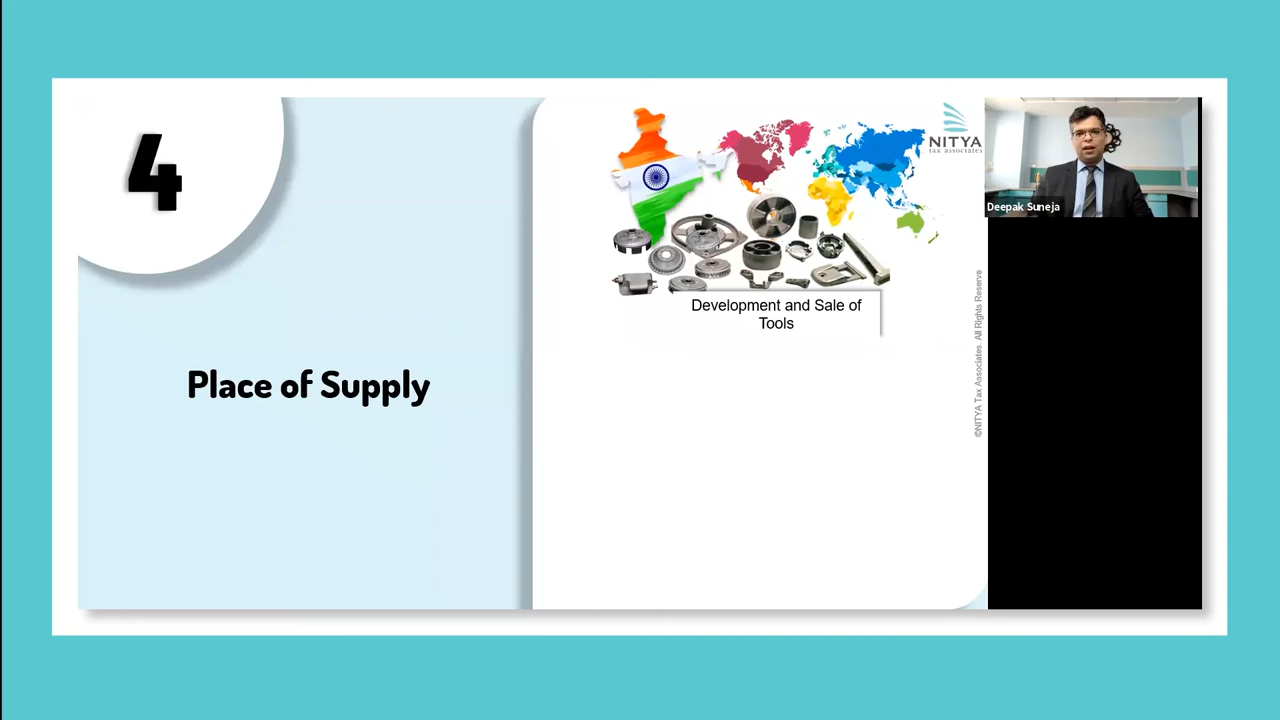 4
Place of Supply
NITYA
tax associates
Development and Sale of
Tools
©NITYA Tax Associates. All Rights Reserve
Deepak Suneja